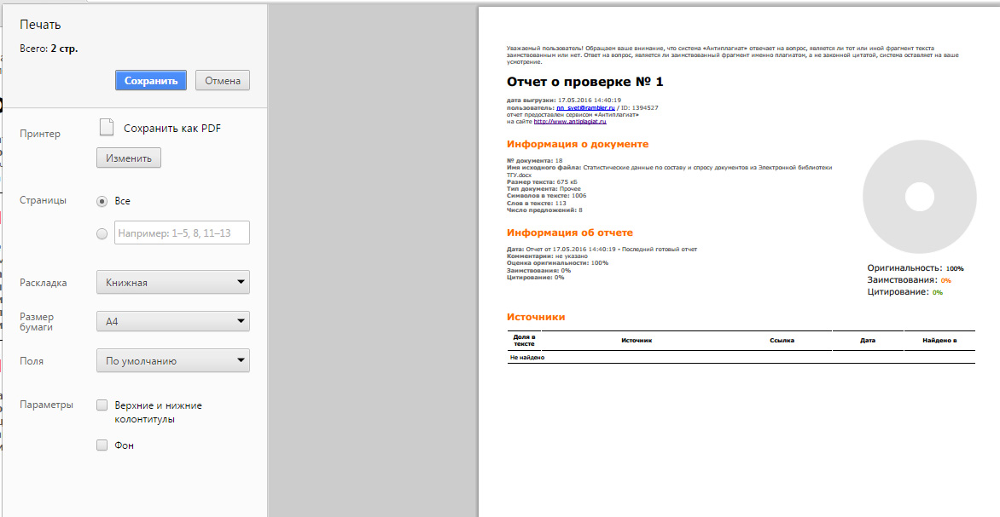 Печать
Всего: 2 стр.
Сохранить
Отмена
Принтер
Сохранить как PDF
Изменить
Страницы
Все
Например: 1–5, 8, 11–13
Раскладка
Книжная
Размер
бумаги
A4
Поля
По умолчанию
Параметры
Верхние и нижние
колонтитулы
Фон
Уважаемый пользователь! Обращаем ваше внимание, что система «Антиплагиат» отвечает на вопрос, является ли тот или иной фрагмент текста
заимствованным или нет. Ответ на вопрос, является ли заимствованный фрагмент именно плагиатом, а не законной цитатой, система оставляет на ваше
усмотрение.
Отчет о проверке № 1
дата выгрузки: 17.05.2016 14:40:19
пользователь: nn_svet@rambler.ru / ID: 1394527
отчет предоставлен сервисом «Антиплагиат»
на сайте http://www.antiplagiat.ru
Информация о документе
№ документа: 18
Имя исходного файла: Статистические данные по составу и спросу документов из Электронной библиотеки
ТГУ.docx
Размер текста: 675 кБ
Тип документа: Прочее
Символов в тексте: 1006
Слов в тексте: 113
Число предложений: 8
Информация об отчете
Дата: Отчет от 17.05.2016 14:40:19 - Последний готовый отчет
Комментарии: не указано
Оценка оригинальности: 100%
Заимствования: 0%
Цитирование: 0%
Оригинальность: 100%
Заимствования: 0%
Цитирование: 0%
Источники
Доля в
тексте
Источник
Ссылка
Дата
Найдено в
Не найдено